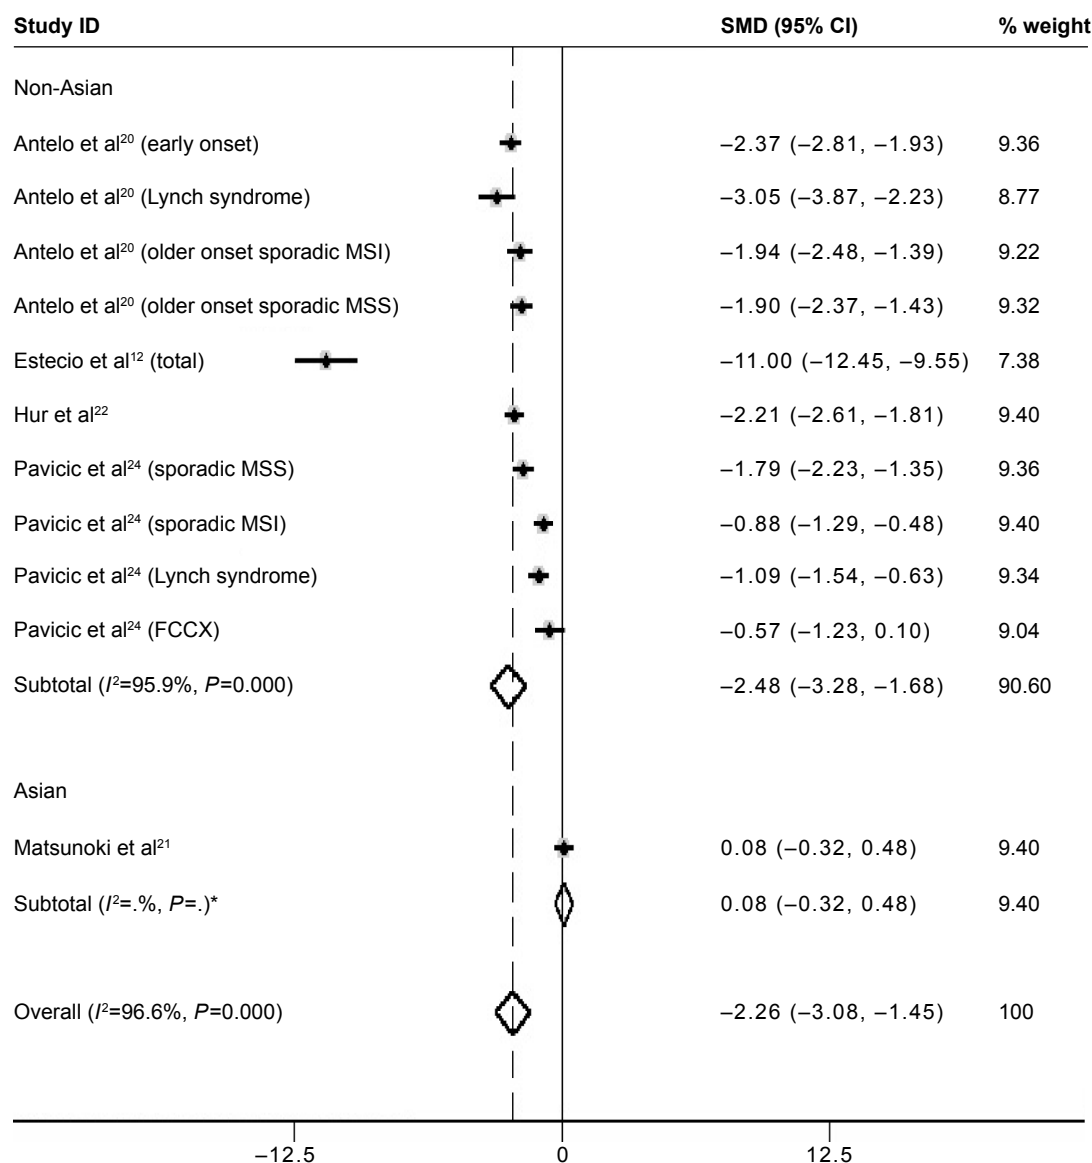 Study ID SMD (95% CI) % weight
Non-Asian
Antelo et al²⁰ (early onset) –2.37 (–2.81, –1.93) 9.36
Antelo et al²⁰ (Lynch syndrome) –3.05 (–3.87, –2.23) 8.77
Antelo et al²⁰ (older onset sporadic MSI) –1.94 (–2.48, –1.39) 9.22
Antelo et al²⁰ (older onset sporadic MSS) –1.90 (–2.37, –1.43) 9.32
Estecio et al¹² (total) –11.00 (–12.45, –9.55) 7.38
Hur et al²² –2.21 (–2.61, –1.81) 9.40
Pavicic et al²⁴ (sporadic MSS) –1.79 (–2.23, –1.35) 9.36
Pavicic et al²⁴ (sporadic MSI) –0.88 (–1.29, –0.48) 9.40
Pavicic et al²⁴ (Lynch syndrome) –1.09 (–1.54, –0.63) 9.34
Pavicic et al²⁴ (FCCX) –0.57 (–1.23, 0.10) 9.04
Subtotal (I²=95.9%, P=0.000) –2.48 (–3.28, –1.68) 90.60
Asian
Matsunoki et al²¹ 0.08 (–0.32, 0.48) 9.40
Subtotal (I²=.%, P=.)* 0.08 (–0.32, 0.48) 9.40
Overall (I²=96.6%, P=0.000) –2.26 (–3.08, –1.45) 100
–12.5 0 12.5